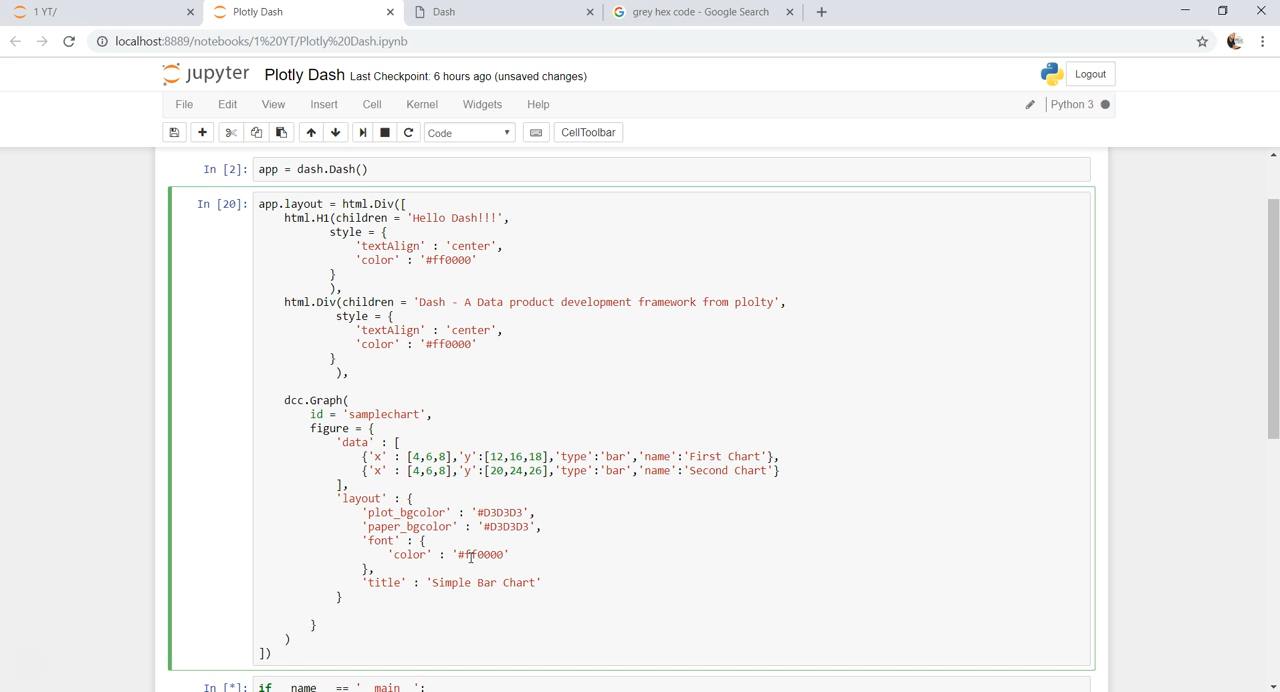 1 YT/
Plotly Dash
Dash
grey hex code - Google Search
localhost:8889/notebooks/1%20YT/Plotly%20Dash.ipynb
jupyter Plotly Dash Last Checkpoint: 6 hours ago (unsaved changes)
Logout
File Edit View Insert Cell Kernel Widgets Help
Python 3
Code
CellToolbar
In [2]: app = dash.Dash()
In [20]: app.layout = html.Div([
html.H1(children = 'Hello Dash!!!',
style = {
'textAlign' : 'center',
'color' : '#ff0000'
}
),
html.Div(children = 'Dash - A Data product development framework from plolty',
style = {
'textAlign' : 'center',
'color' : '#ff0000'
}
),
dcc.Graph(
id = 'samplechart',
figure = {
'data' : [
{'x' : [4,6,8],'y':[12,16,18],'type':'bar','name':'First Chart'},
{'x' : [4,6,8],'y':[20,24,26],'type':'bar','name':'Second Chart'}
],
'layout' : {
'plot_bgcolor' : '#D3D3D3',
'paper_bgcolor' : '#D3D3D3',
'font' : {
'color' : '#ff0000'
},
'title' : 'Simple Bar Chart'
}
}
)
])
In [*]: if __name__ == '__main__':